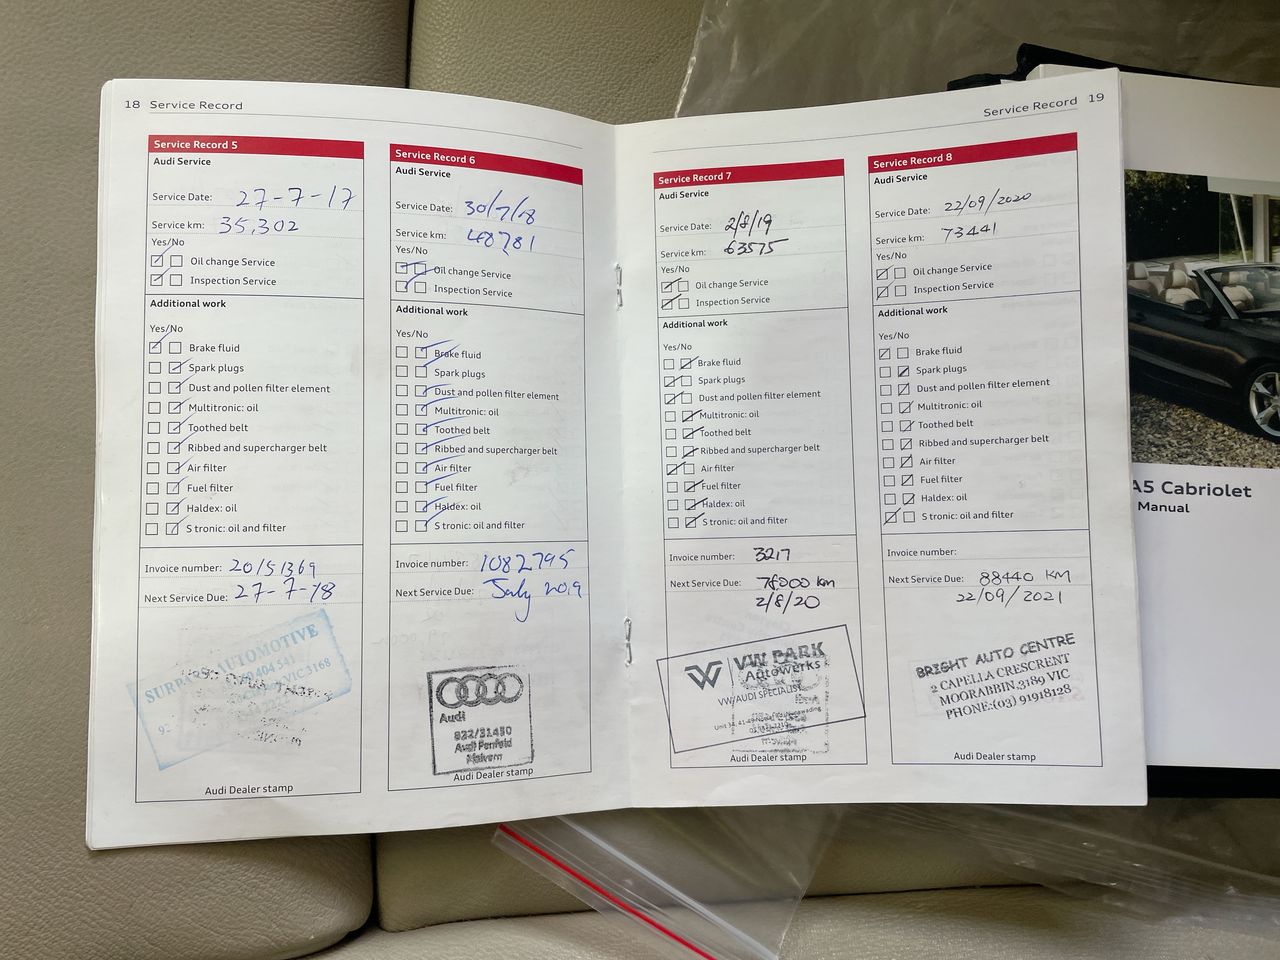 18 Service Record
Service Record 5
Audi Service
Service Date: 27-7-17
Service km: 35,302
Yes/No
Oil change Service
Inspection Service
Additional work
Yes/No
Brake fluid
Spark plugs
Dust and pollen filter element
Multitronic: oil
Toothed belt
Ribbed and supercharger belt
Air filter
Fuel filter
Haldex: oil
S tronic: oil and filter
Invoice number: 20151369
Next Service Due: 27-7-18
AUTOMOTIVE
Audi Dealer stamp
Service Record 6
Audi Service
Service Date: 30/7/18
Service km: 48781
Yes/No
Oil change Service
Inspection Service
Additional work
Yes/No
Brake fluid
Spark plugs
Dust and pollen filter element
Multitronic: oil
Toothed belt
Ribbed and supercharger belt
Air filter
Fuel filter
Haldex: oil
S tronic: oil and filter
Invoice number: 1082795
Next Service Due: July 2019
Audi
832/31450
Audi Penfold
Malvern
Audi Dealer stamp
Service Record 19
Service Record 7
Audi Service
Service Date: 2/8/19
Service km: 63575
Yes/No
Oil change Service
Inspection Service
Additional work
Yes/No
Brake fluid
Spark plugs
Dust and pollen filter element
Multitronic: oil
Toothed belt
Ribbed and supercharger belt
Air filter
Fuel filter
Haldex: oil
S tronic: oil and filter
Invoice number: 3217
Next Service Due: 78000 km
2/8/20
VW PARK
Autowerks
VW/AUDI SPECIALIST
Audi Dealer stamp
Service Record 8
Audi Service
Service Date: 22/09/2020
Service km: 73441
Yes/No
Oil change Service
Inspection Service
Additional work
Yes/No
Brake fluid
Spark plugs
Dust and pollen filter element
Multitronic: oil
Toothed belt
Ribbed and supercharger belt
Air filter
Fuel filter
Haldex: oil
S tronic: oil and filter
Invoice number:
Next Service Due: 88440 KM
22/09/2021
BRIGHT AUTO CENTRE
2 CAPELLA CRESCRENT
MOORABBIN.3189 VIC
PHONE:(03) 91918128
Audi Dealer stamp
A5 Cabriolet
Manual